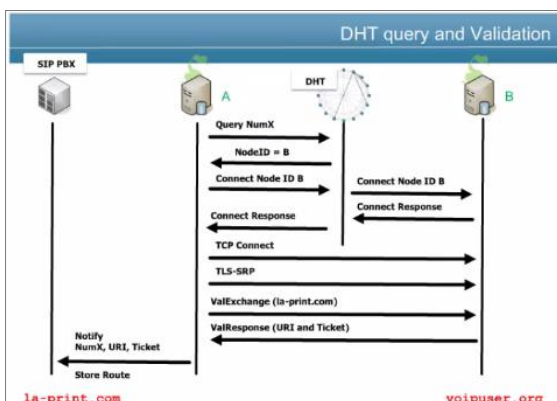 DHT query and Validation
SIP PBX
A
DHT
B
Query NumX
NodeID = B
Connect Node ID B
Connect Node ID B
Connect Response
Connect Response
TCP Connect
TLS-SRP
ValExchange (la-print.com)
ValResponse (URI and Ticket)
Notify
NumX, URI, Ticket
Store Route
la-print.com
voipuser.org